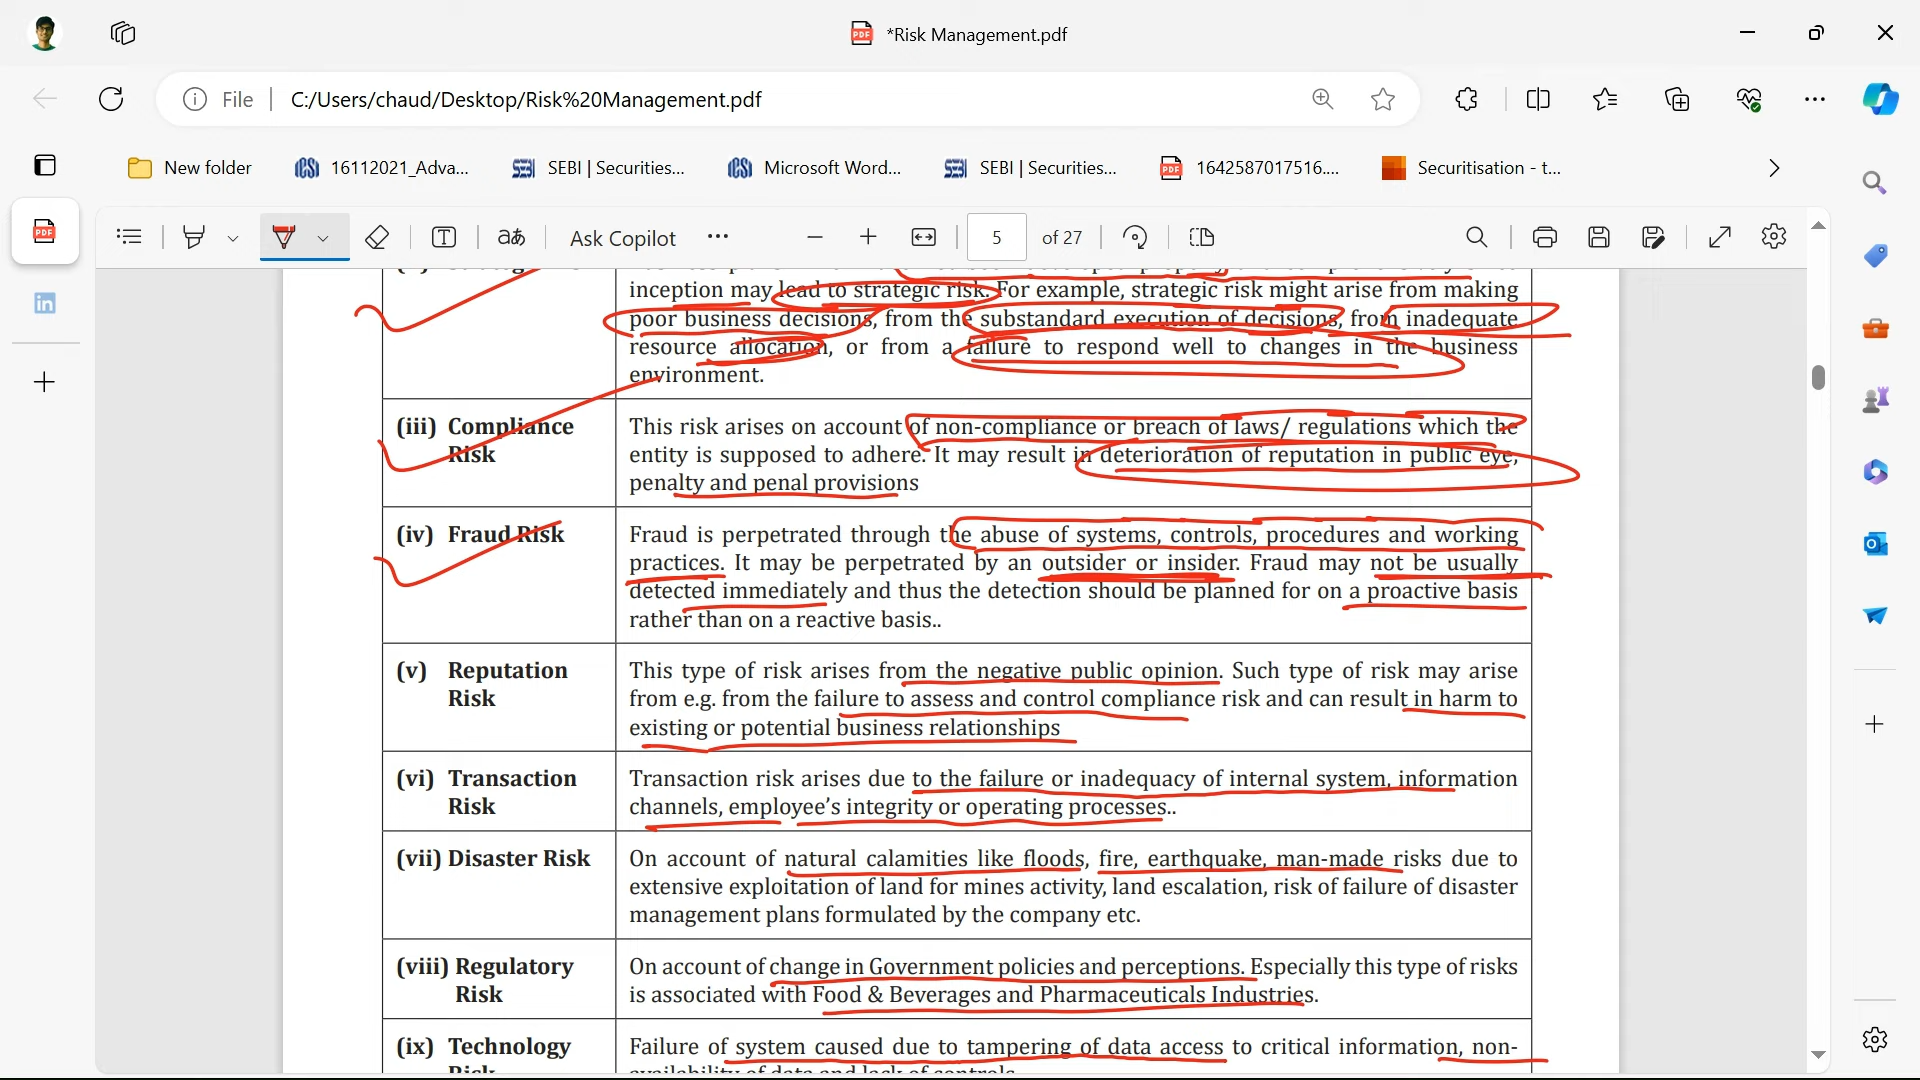 *Risk Management.pdf
File
C:/Users/chaud/Desktop/Risk%20Management.pdf
New folder
16112021_Adva...
SEBI | Securities...
Microsoft Word...
SEBI | Securities...
1642587017516....
Securitisation - t...
Ask Copilot
5 of 27
inception may lead to strategic risk. For example, strategic risk might arise from making
poor business decisions, from the substandard execution of decisions, from inadequate
resource allocation, or from a failure to respond well to changes in the business
environment.
(iii) Compliance Risk
This risk arises on account of non-compliance or breach of laws/ regulations which the
entity is supposed to adhere. It may result in deterioration of reputation in public eye,
penalty and penal provisions
(iv) Fraud Risk
Fraud is perpetrated through the abuse of systems, controls, procedures and working
practices. It may be perpetrated by an outsider or insider. Fraud may not be usually
detected immediately and thus the detection should be planned for on a proactive basis
rather than on a reactive basis..
(v) Reputation Risk
This type of risk arises from the negative public opinion. Such type of risk may arise
from e.g. from the failure to assess and control compliance risk and can result in harm to
existing or potential business relationships
(vi) Transaction Risk
Transaction risk arises due to the failure or inadequacy of internal system, information
channels, employee's integrity or operating processes..
(vii) Disaster Risk
On account of natural calamities like floods, fire, earthquake, man-made risks due to
extensive exploitation of land for mines activity, land escalation, risk of failure of disaster
management plans formulated by the company etc.
(viii) Regulatory Risk
On account of change in Government policies and perceptions. Especially this type of risks
is associated with Food & Beverages and Pharmaceuticals Industries.
(ix) Technology
Failure of system caused due to tampering of data access to critical information, non-